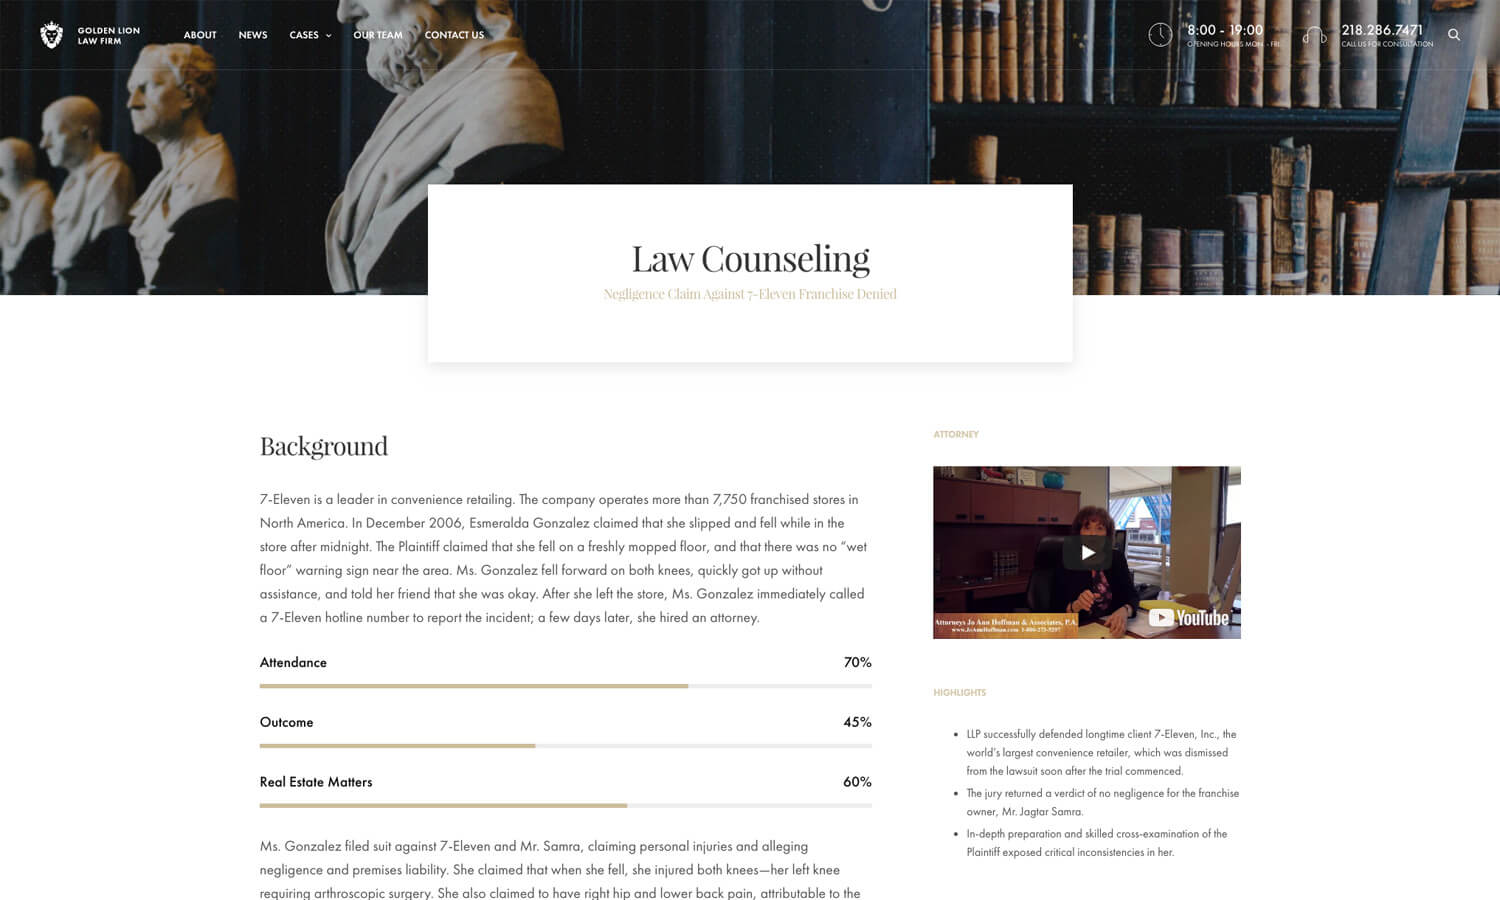 GOLDEN LION
LAW FIRM
ABOUT
NEWS
CASES
OUR TEAM
CONTACT US
8:00 - 19:00
OPENING HOURS MON. - FRI.
218.286.7471
CALL US FOR CONSULTATION
Law Counseling
Negligence Claim Against 7-Eleven Franchise Denied
Background
7-Eleven is a leader in convenience retailing. The company operates more than 7,750 franchised stores in
North America. In December 2006, Esmeralda Gonzalez claimed that she slipped and fell while in the
store after midnight. The Plaintiff claimed that she fell on a freshly mopped floor, and that there was no “wet
floor” warning sign near the area. Ms. Gonzalez fell forward on both knees, quickly got up without
assistance, and told her friend that she was okay. After she left the store, Ms. Gonzalez immediately called
a 7-Eleven hotline number to report the incident; a few days later, she hired an attorney.
Attendance 70%
Outcome 45%
Real Estate Matters 60%
Ms. Gonzalez filed suit against 7-Eleven and Mr. Samra, claiming personal injuries and alleging
negligence and premises liability. She claimed that when she fell, she injured both knees—her left knee
requiring arthroscopic surgery. She also claimed to have right hip and lower back pain, attributable to the
ATTORNEY
Attorneys Jo Ann Hoffman & Associates, P.A.
www.JoAnnHoffman.com 1-800-273-5297
YouTube
HIGHLIGHTS
LLP successfully defended longtime client 7-Eleven, Inc., the
world’s largest convenience retailer, which was dismissed
from the lawsuit soon after the trial commenced.
The jury returned a verdict of no negligence for the franchise
owner, Mr. Jagtar Samra.
In-depth preparation and skilled cross-examination of the
Plaintiff exposed critical inconsistencies in her.